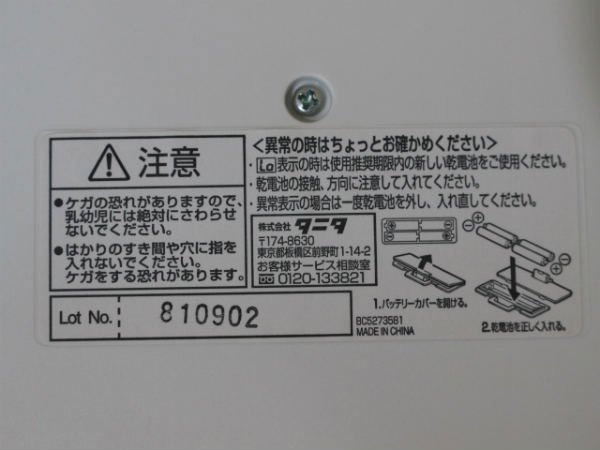 注意
●ケガの恐れがありますので、
乳幼児には絶対にさわらせ
ないでください。
●はかりのすき間や穴に指を
入れないでください。
ケガをする恐れがあります。
Lot No. 810902
<異常の時はちょっとお確かめください>
・Lo表示の時は使用推奨期限内の新しい乾電池をご使用ください。
・乾電池の接触、方向に注意して入れてください。
・異常表示の場合は一度乾電池を外し、入れ直してください。
株式会社 タニタ
〒174-8630
東京都板橋区前野町1-14-2
お客様サービス相談室
0120-133821
1.バッテリーカバーを開ける。
BC5273581
MADE IN CHINA
2.乾電池を正しく入れる。